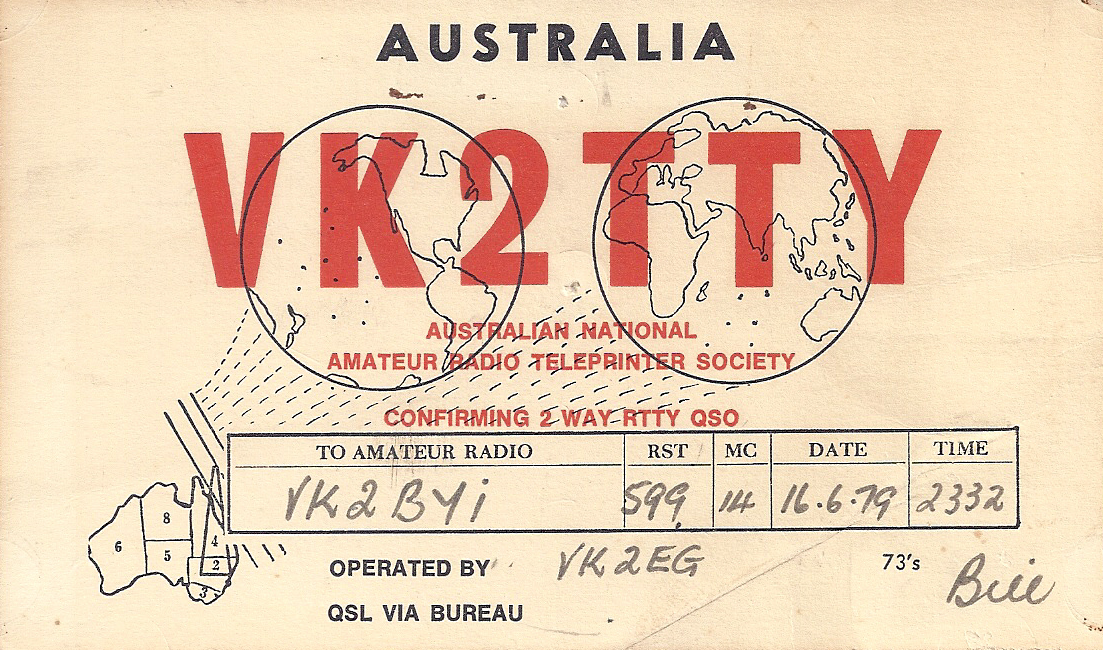 AUSTRALIA
VK2TTY
AUSTRALIAN NATIONAL
AMATEUR RADIO TELEPRINTER SOCIETY
CONFIRMING 2 WAY RTTY QSO
TO AMATEUR RADIO RST MC DATE TIME
VK2BYi 599 14 16.6.79 2332
8
6 5 4
2
3
OPERATED BY VK2EG 73's Bill
QSL VIA BUREAU